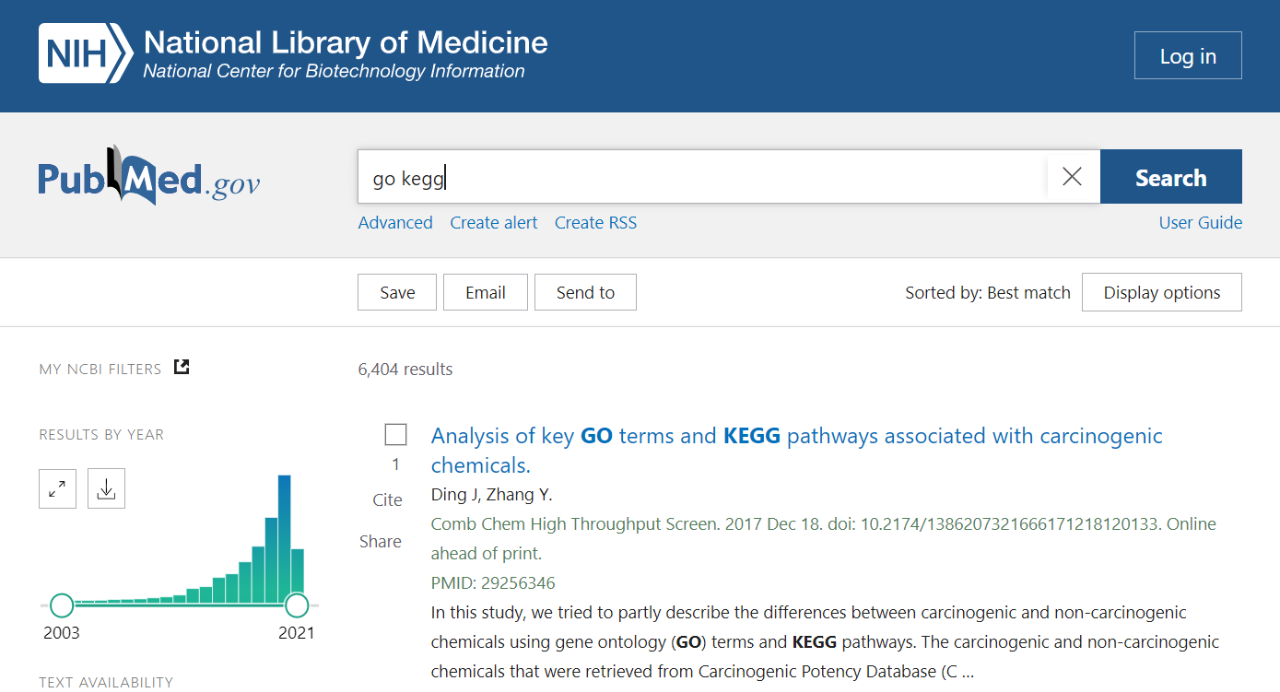 NIH National Library of Medicine
National Center for Biotechnology Information
Log in
PubMed.gov
go kegg
Search
Advanced Create alert Create RSS
User Guide
Save Email Send to
Sorted by: Best match Display options
MY NCBI FILTERS
6,404 results
RESULTS BY YEAR
2003 2021
TEXT AVAILABILITY
1
Cite
Share
Analysis of key GO terms and KEGG pathways associated with carcinogenic
chemicals.
Ding J, Zhang Y.
Comb Chem High Throughput Screen. 2017 Dec 18. doi: 10.2174/1386207321666171218120133. Online
ahead of print.
PMID: 29256346
In this study, we tried to partly describe the differences between carcinogenic and non-carcinogenic
chemicals using gene ontology (GO) terms and KEGG pathways. The carcinogenic and non-carcinogenic
chemicals that were retrieved from Carcinogenic Potency Database (C ...